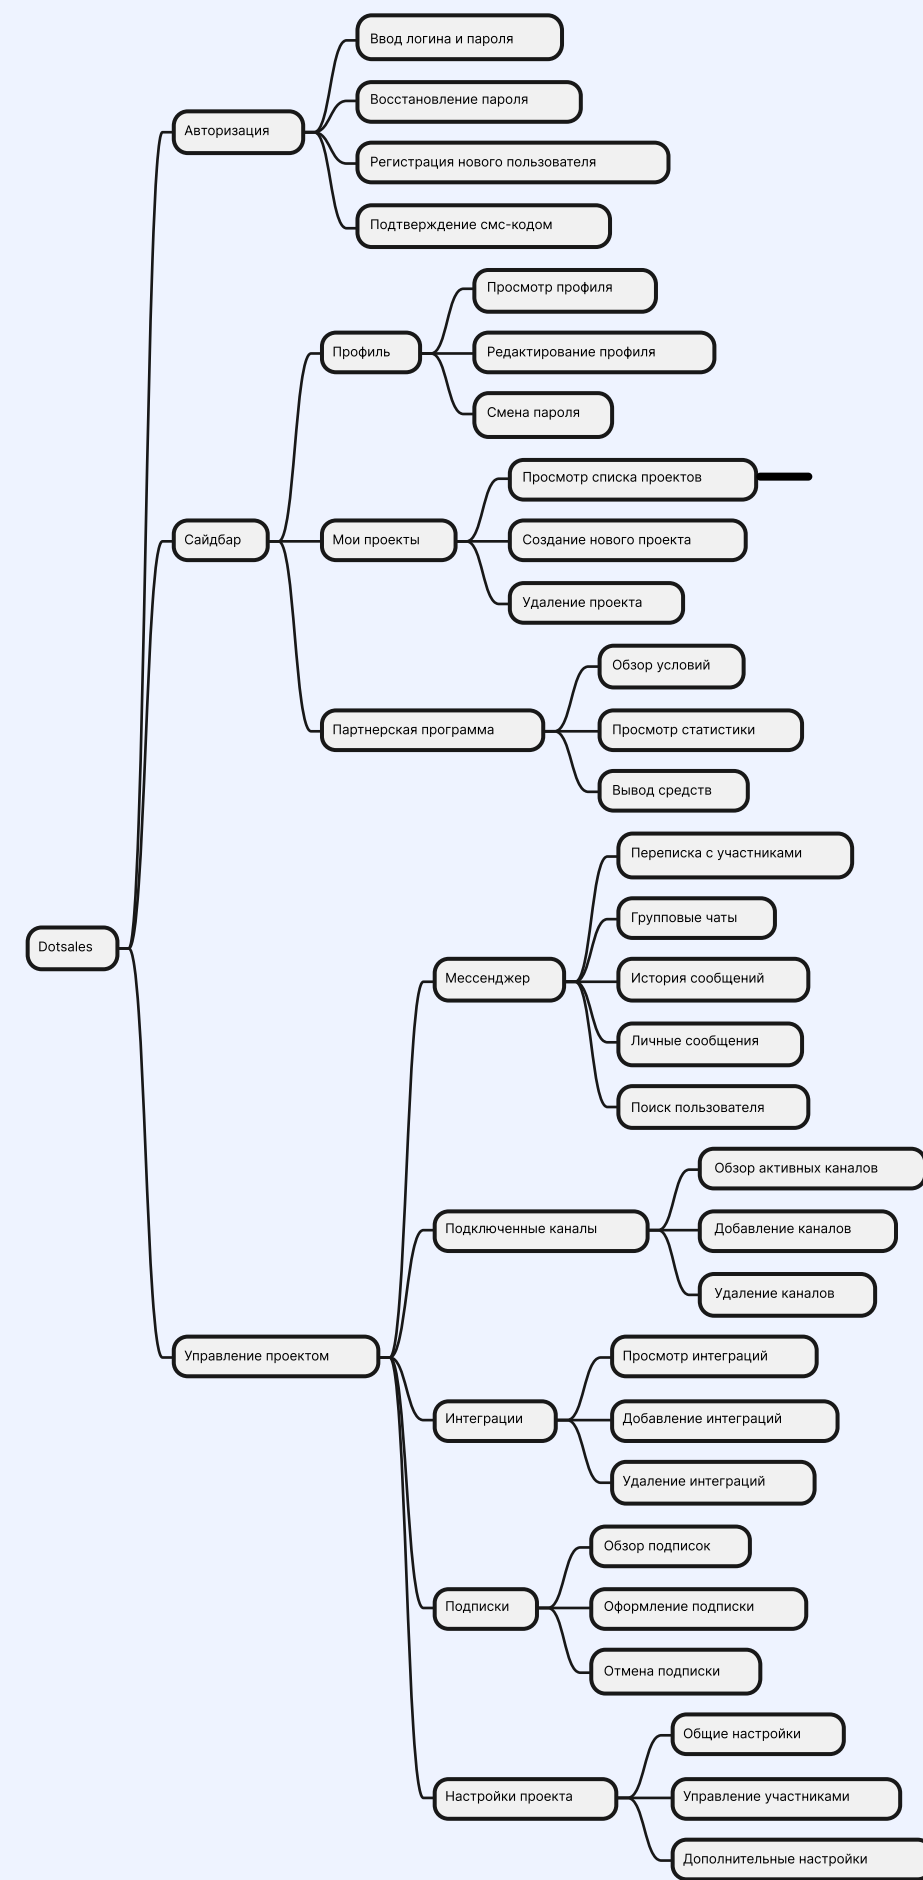 Ввод логина и пароля
Восстановление пароля
Авторизация
Регистрация нового пользователя
Подтверждение смс-кодом
Просмотр профиля
Профиль
Редактирование профиля
Смена пароля
Просмотр списка проектов
Сайдбар
Мои проекты
Создание нового проекта
Удаление проекта
Обзор условий
Партнерская программа
Просмотр статистики
Вывод средств
Переписка с участниками
Групповые чаты
Dotsales
Мессенджер
История сообщений
Личные сообщения
Поиск пользователя
Обзор активных каналов
Подключенные каналы
Добавление каналов
Удаление каналов
Управление проектом
Просмотр интеграций
Интеграции
Добавление интеграций
Удаление интеграций
Обзор подписок
Подписки
Оформление подписки
Отмена подписки
Общие настройки
Настройки проекта
Управление участниками
Дополнительные настройки